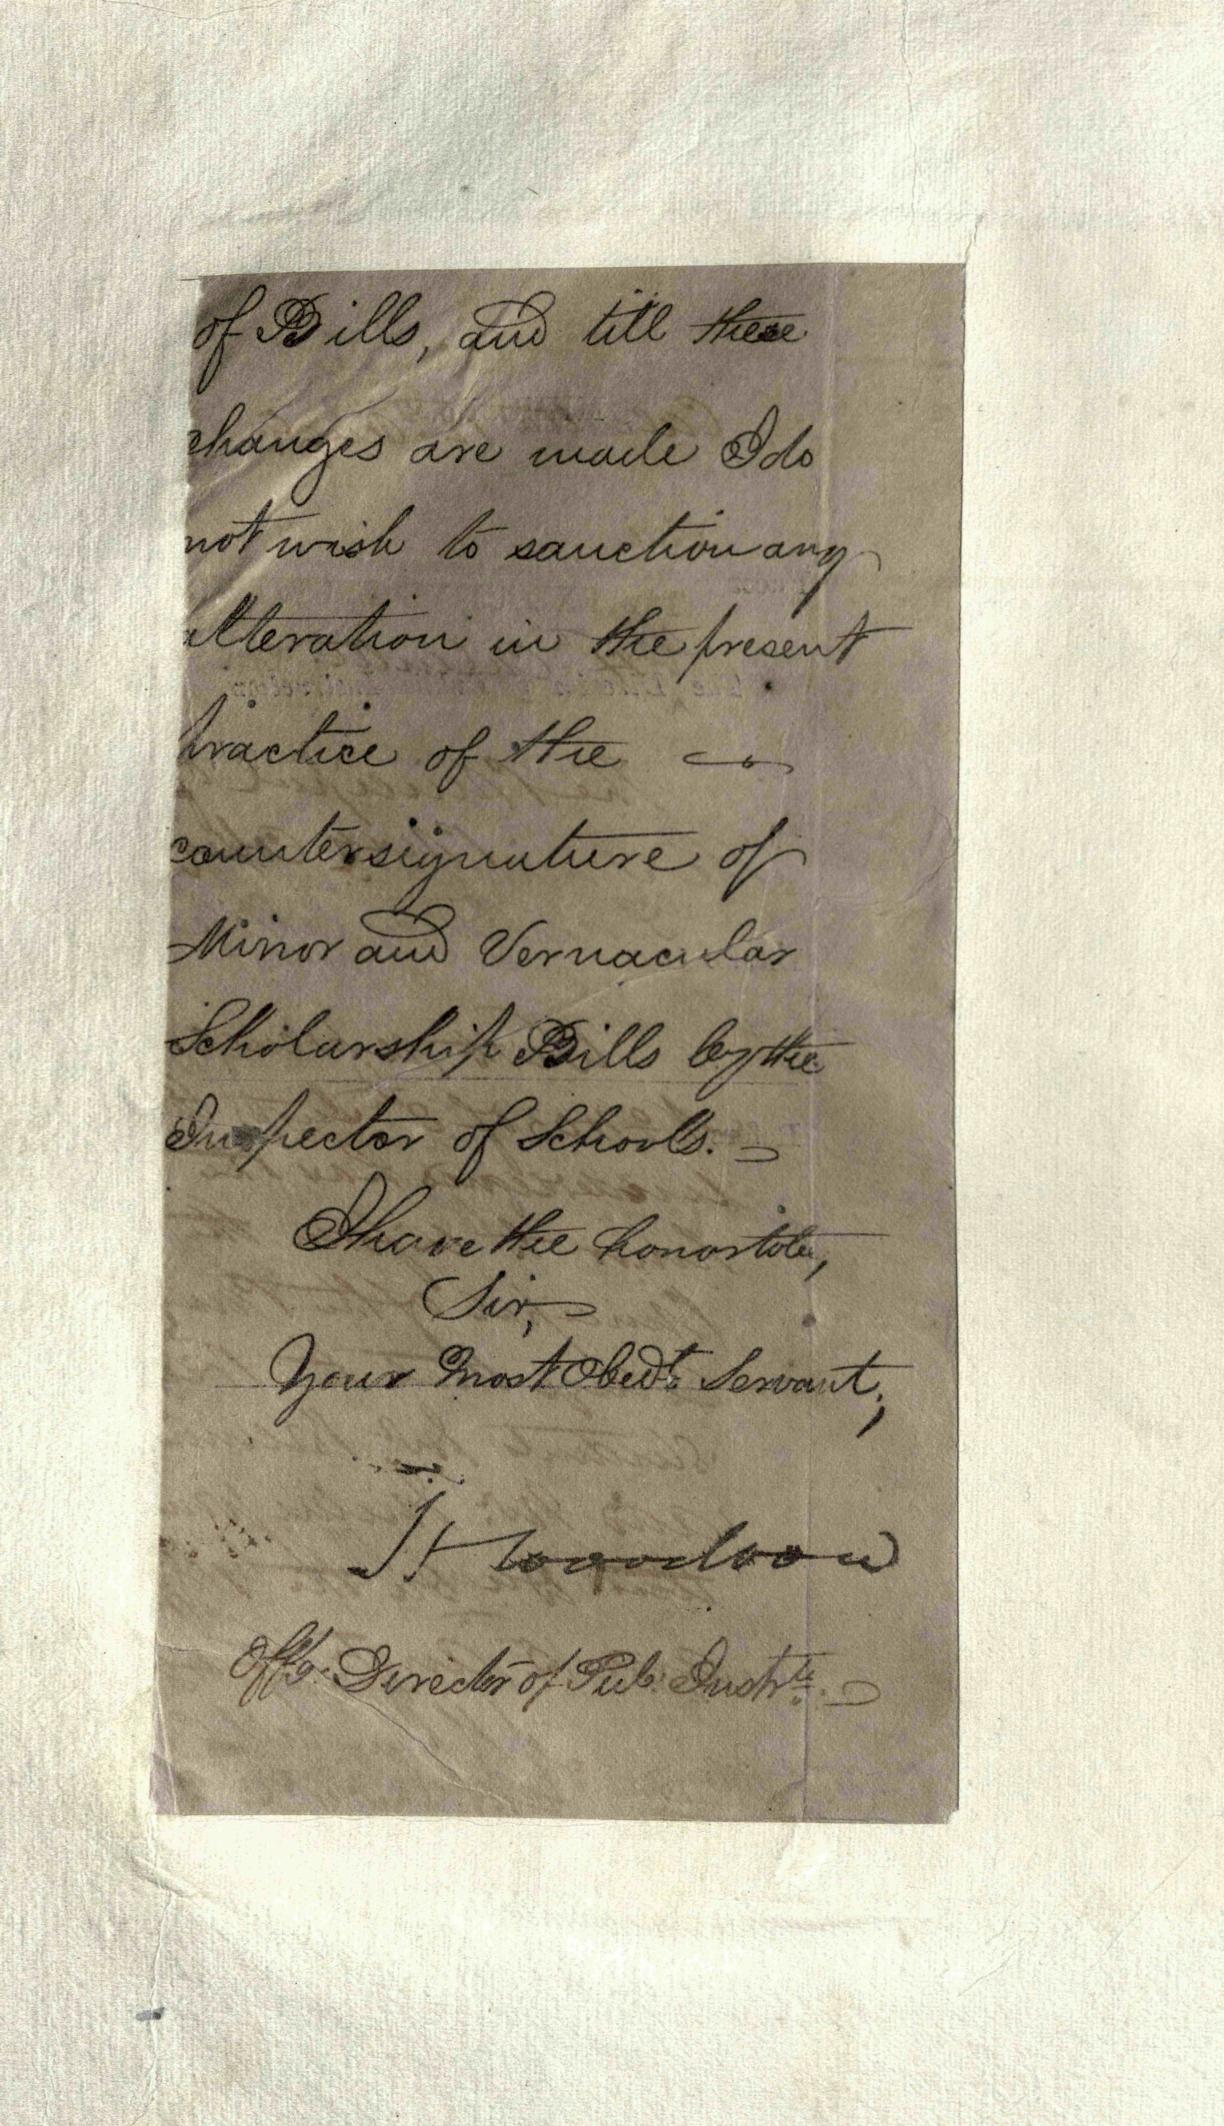 of Bills, and till these
changes are made I do
not wish to sanction any
alteration in the present
practice of the
countersignature of
Minor and Vernacular
Scholarship Bills by the
Inspector of Schools.
I have the honor to be,
Sir,
Your Most Obedt. Servant,
Offg. Director of Pub. Instrn.